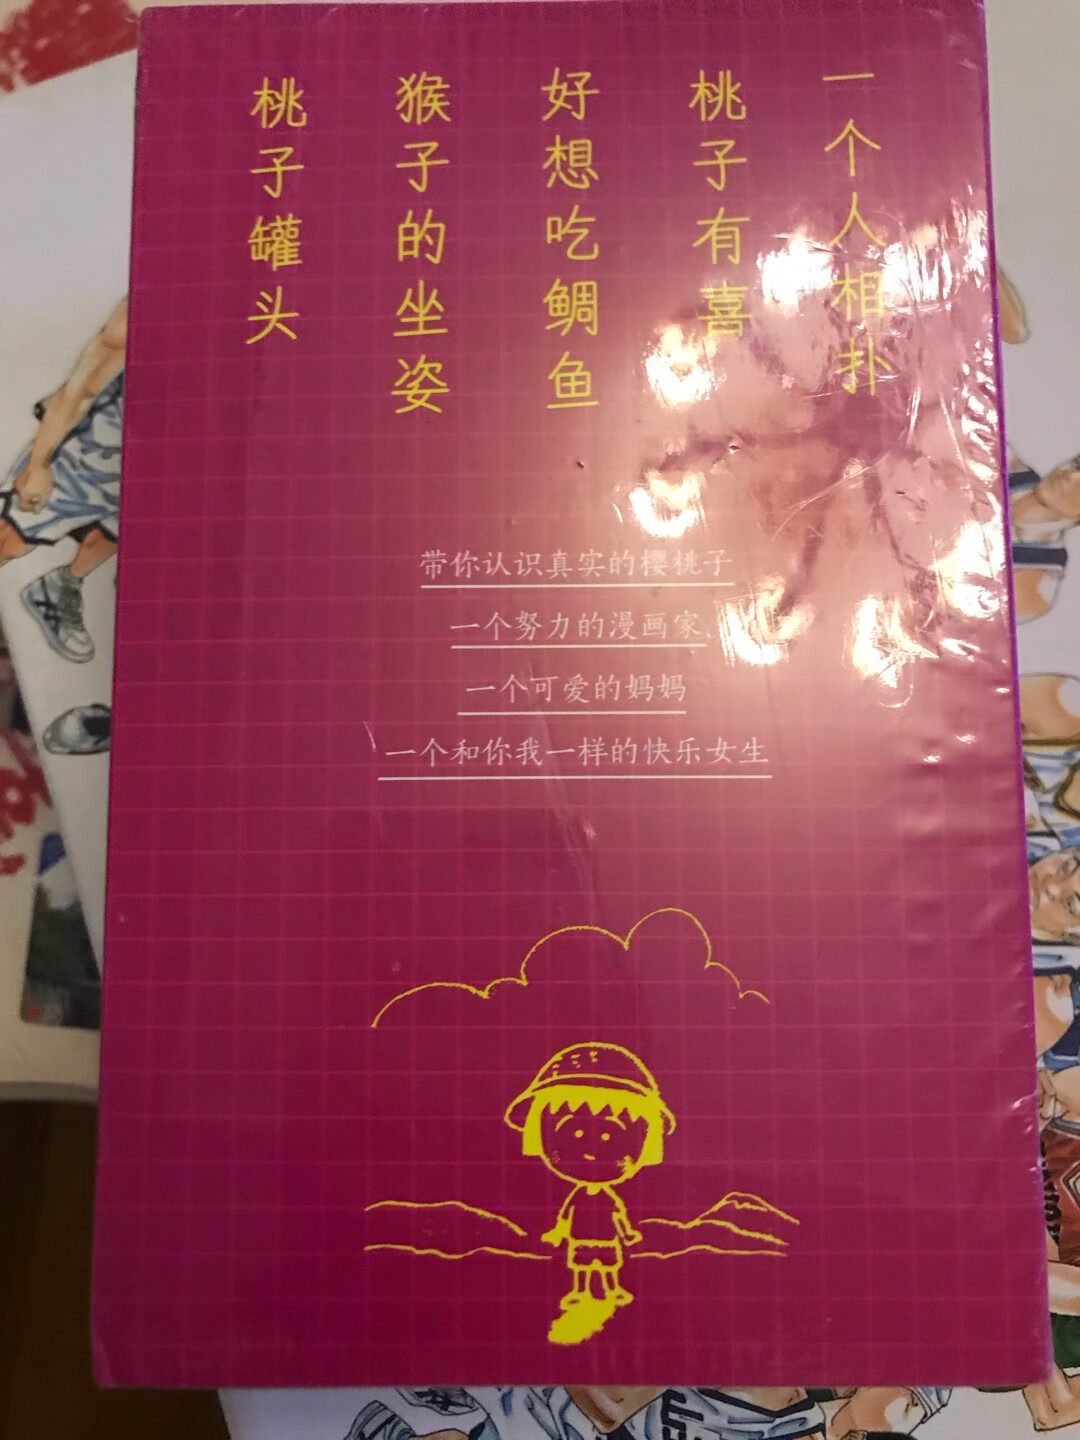 一个人相扑
桃子有喜
好想吃鲷鱼
猴子的坐姿
桃子罐头
带你认识真实的樱桃子
一个努力的漫画家、
一个可爱的妈妈
一个和你我一样的快乐女生